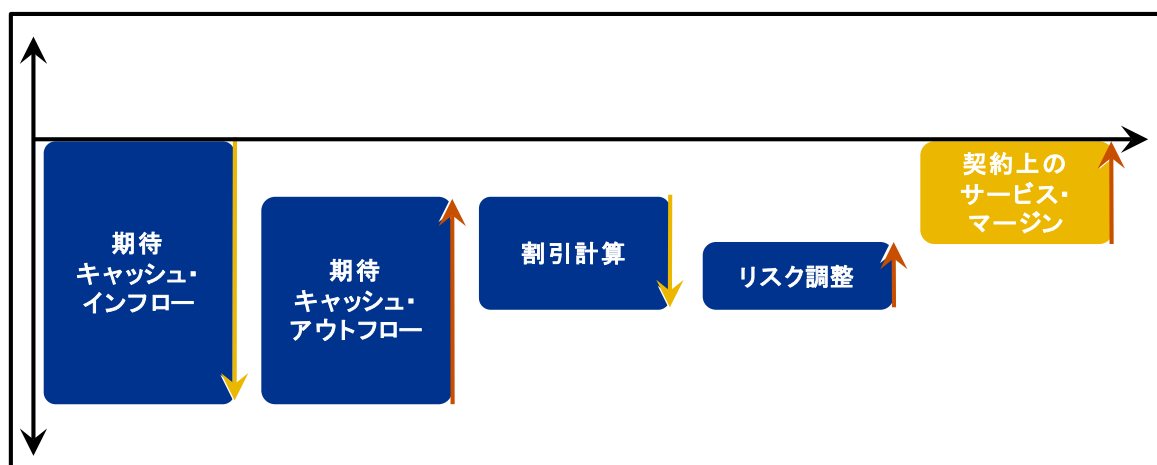 期待
キャッシュ・
インフロー
期待
キャッシュ・
アウトフロー
割引計算
リスク調整
契約上の
サービス・
マージン